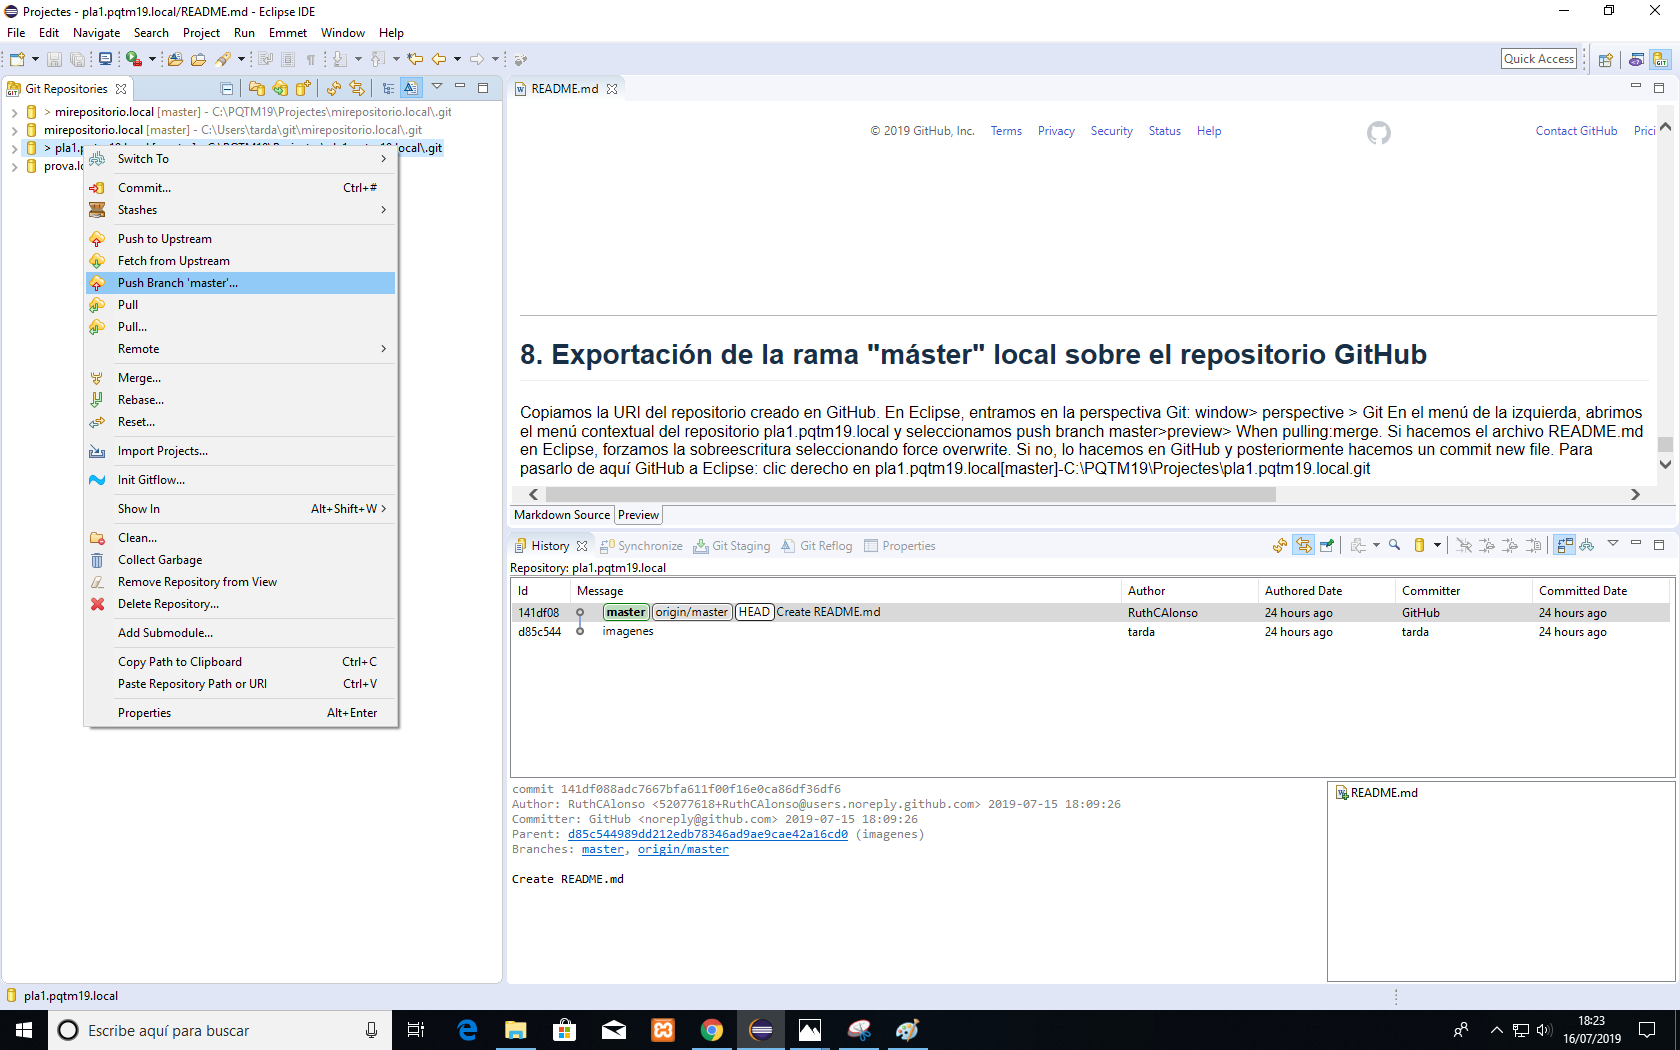 Projectes - pla1.pqtm19.local/README.md - Eclipse IDE
File Edit Navigate Search Project Run Emmet Window Help
Quick Access
Git Repositories
README.md
> mirepositorio.local [master] - C:\PQTM19\Projectes\mirepositorio.local\.git
mirepositorio.local [master] - C:\Users\tarda\git\mirepositorio.local\.git
> pla1. local\.git
prova.lo
Switch To
Commit... Ctrl+#
Stashes
Push to Upstream
Fetch from Upstream
Push Branch 'master'...
Pull
Pull...
Remote
Merge...
Rebase...
Reset...
Import Projects...
Init Gitflow...
Show In Alt+Shift+W
Clean...
Collect Garbage
Remove Repository from View
Delete Repository...
Add Submodule...
Copy Path to Clipboard Ctrl+C
Paste Repository Path or URI Ctrl+V
Properties Alt+Enter
© 2019 GitHub, Inc. Terms Privacy Security Status Help Contact GitHub Prici
8. Exportación de la rama "máster" local sobre el repositorio GitHub
Copiamos la URI del repositorio creado en GitHub. En Eclipse, entramos en la perspectiva Git: window> perspective > Git En el menú de la izquierda, abrimos
el menú contextual del repositorio pla1.pqtm19.local y seleccionamos push branch master>preview> When pulling:merge. Si hacemos el archivo README.md
en Eclipse, forzamos la sobreescritura seleccionando force overwrite. Si no, lo hacemos en GitHub y posteriormente hacemos un commit new file. Para
pasarlo de aquí GitHub a Eclipse: clic derecho en pla1.pqtm19.local[master]-C:\PQTM19\Projectes\pla1.pqtm19.local.git
Markdown Source Preview
History Synchronize Git Staging Git Reflog Properties
Repository: pla1.pqtm19.local
Id Message Author Authored Date Committer Committed Date
141df08 master origin/master HEAD Create README.md RuthCAlonso 24 hours ago GitHub 24 hours ago
d85c544 imagenes tarda 24 hours ago tarda 24 hours ago
commit 141df088adc7667bfa611f00f16e0ca86df36df6
Author: RuthCAlonso <52077618+RuthCAlonso@users.noreply.github.com> 2019-07-15 18:09:26
Committer: GitHub <noreply@github.com> 2019-07-15 18:09:26
Parent: d85c544989dd212edb78346ad9ae9cae42a16cd0 (imagenes)
Branches: master, origin/master
Create README.md
README.md
pla1.pqtm19.local
Escribe aquí para buscar
18:23
16/07/2019